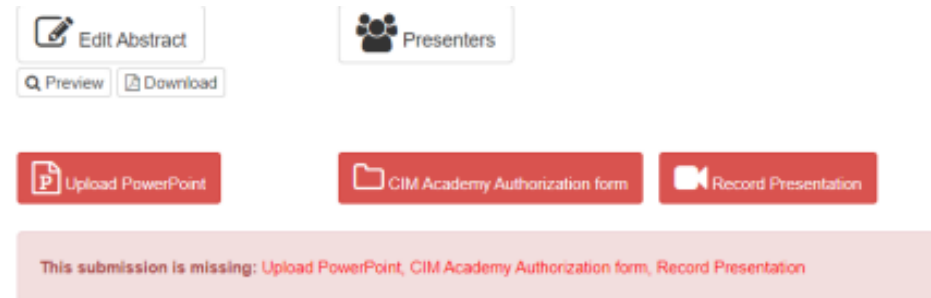 Edit Abstract
Presenters
Preview
Download
Upload PowerPoint
CIM Academy Authorization form
Record Presentation
This submission is missing: Upload PowerPoint, CIM Academy Authorization form, Record Presentation